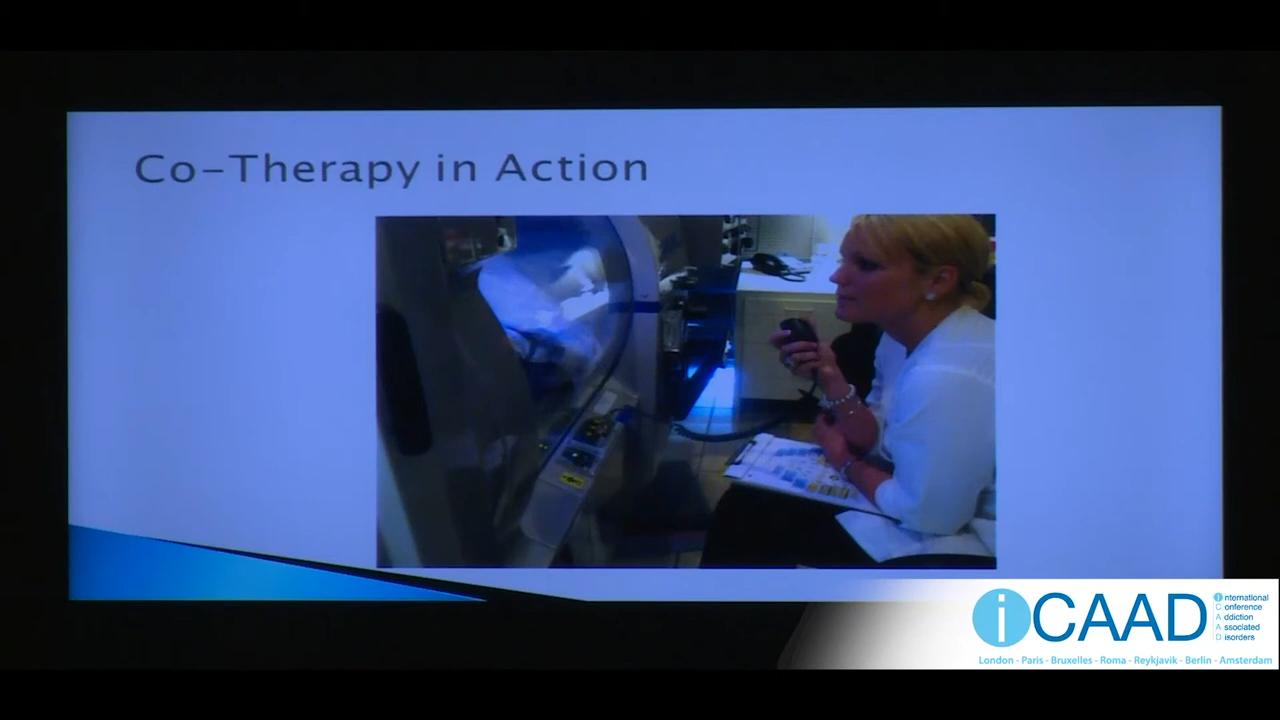 Co-Therapy in Action
iCAAD
international
Conference
Addiction
Associated
Disorders
London - Paris - Bruxelles - Roma - Reykjavik - Berlin - Amsterdam